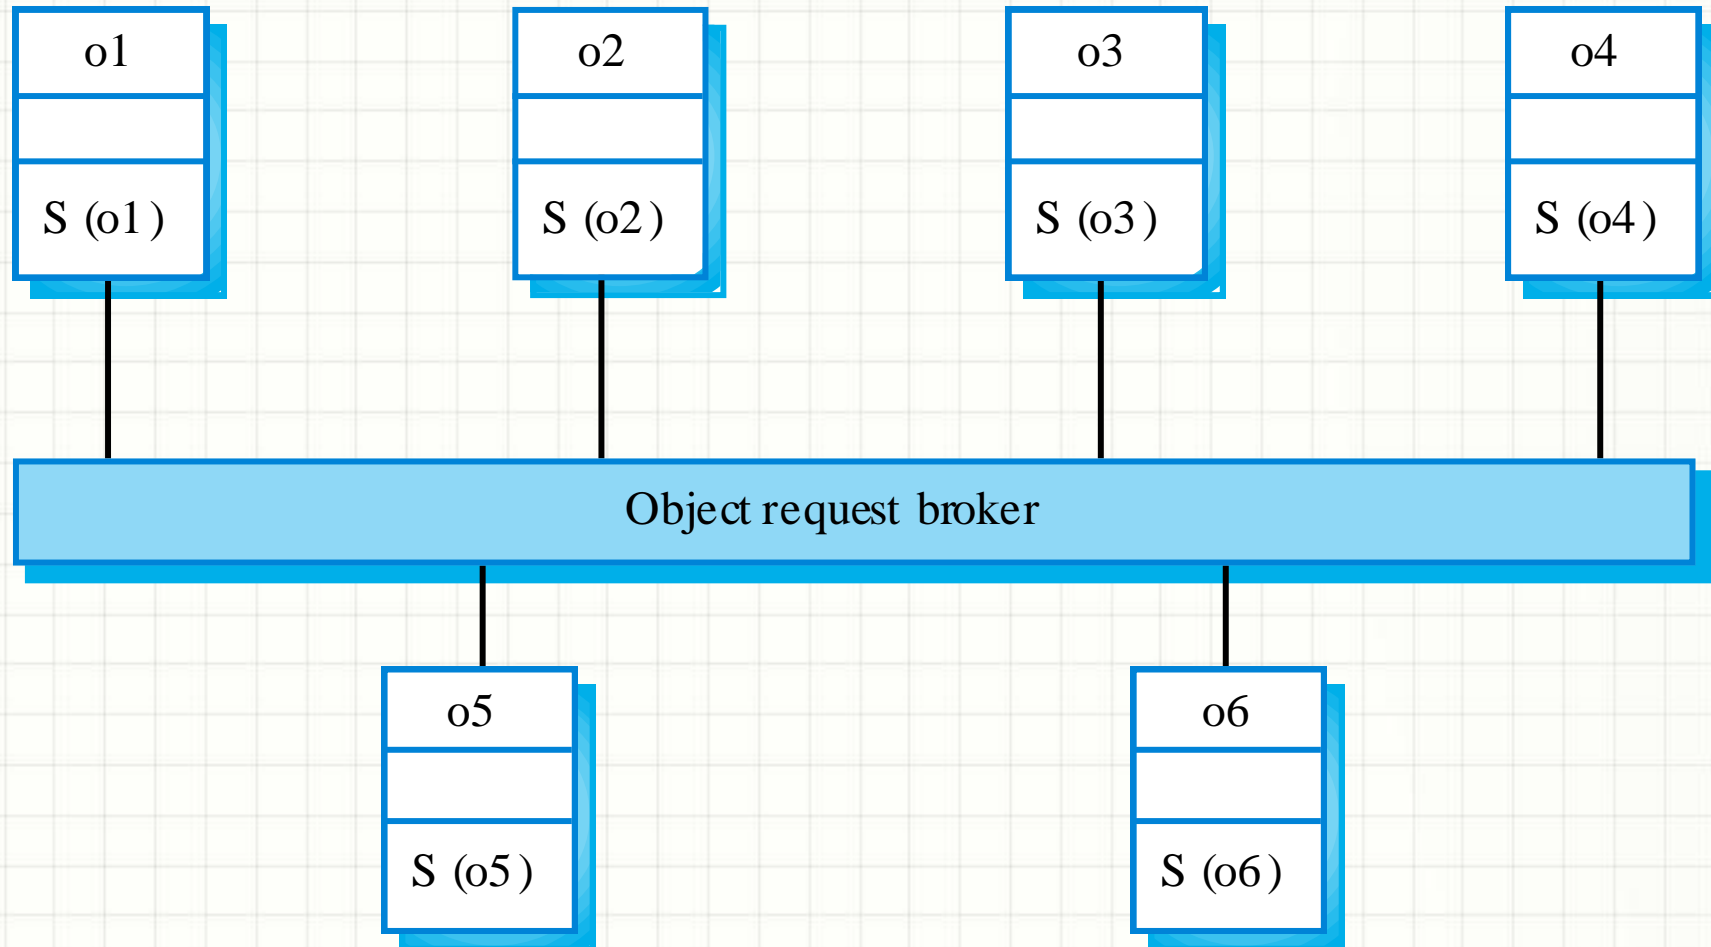 o1
o2
o3
o4
S (o1)
S (o2)
S (o3)
S (o4)
Object request broker
o5
o6
S (o5)
S (o6)